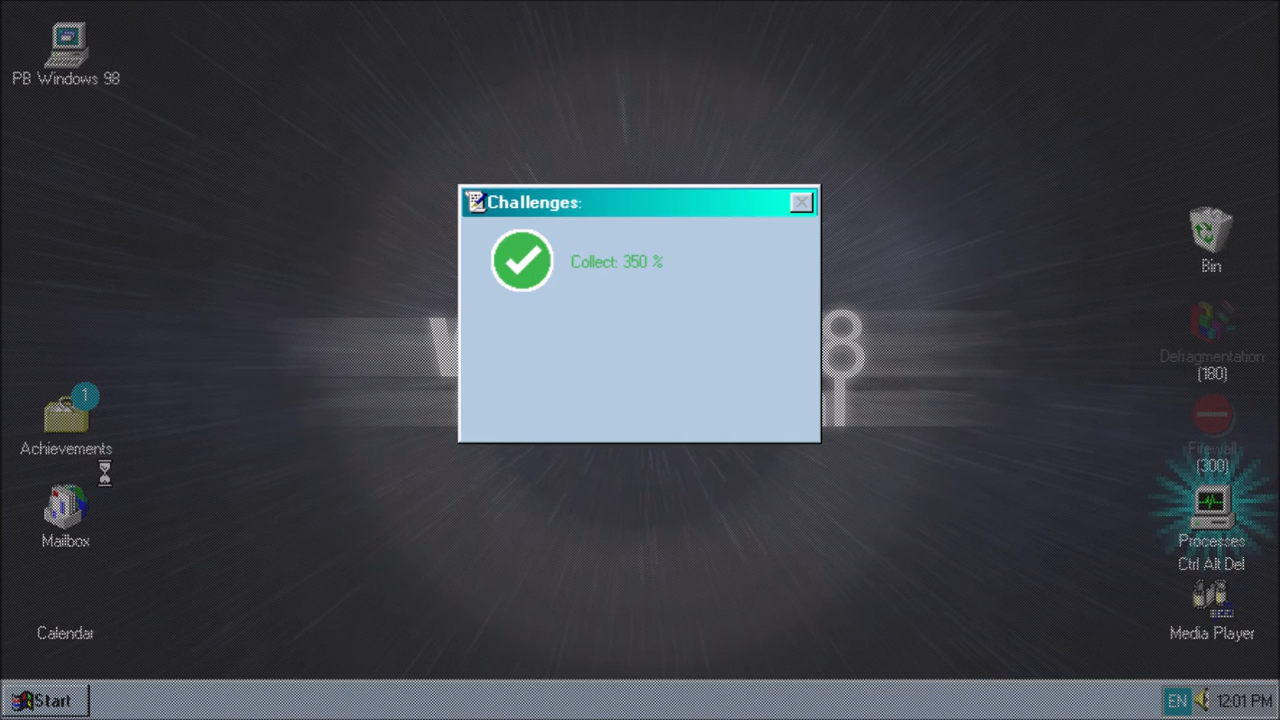 PB Windows 98
Challenges:
Collect: 350 %
Bin
Defragmentation
(180)
Achievements
1
Firewall
(300)
Mailbox
Processes
Ctrl Alt Del
Calendar
Media Player
Start
EN
12:01 PM